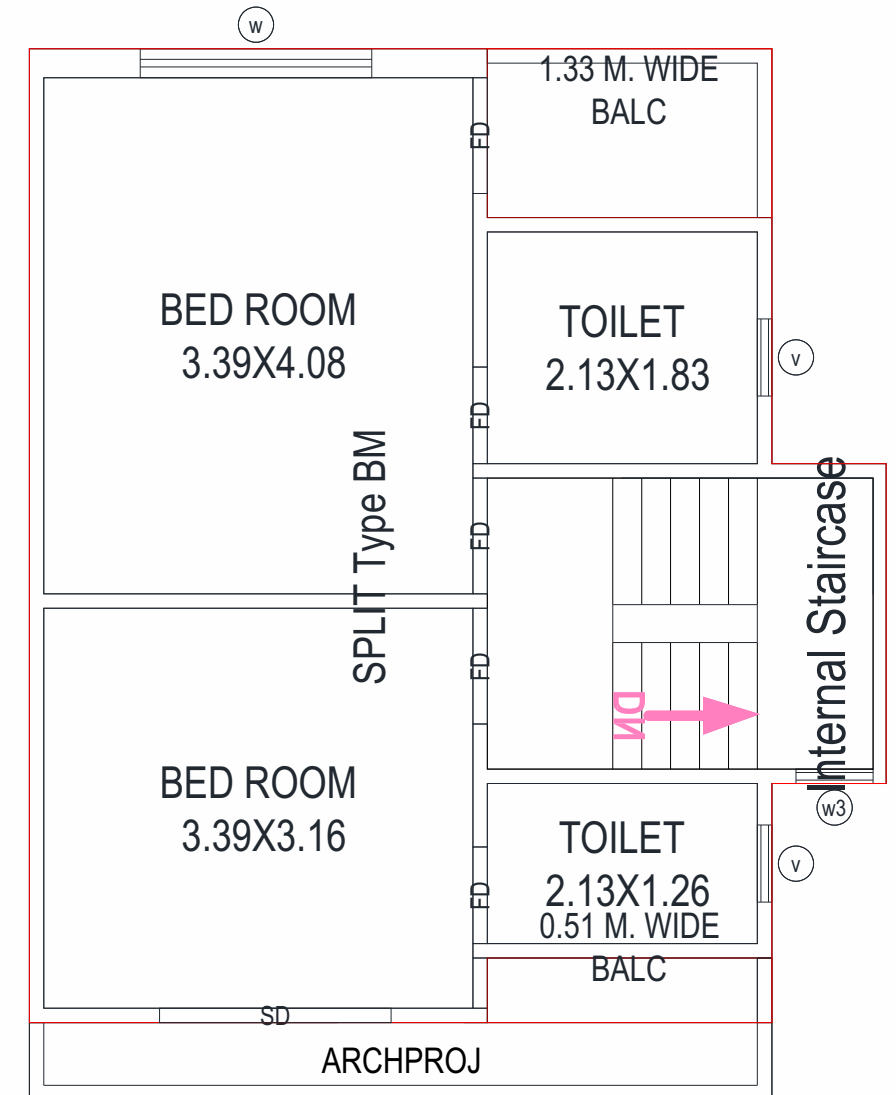 w
1.33 M. WIDE
BALC
FD
BED ROOM
3.39X4.08
TOILET
2.13X1.83
v
FD
SPLIT Type BM
Internal Staircase
FD
FD
DN
BED ROOM
3.39X3.16
w3
TOILET
2.13X1.26
v
FD
0.51 M. WIDE
BALC
SD
ARCHPROJ